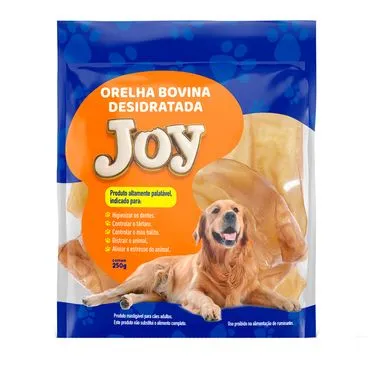 ORELHA BOVINA
DESIDRATADA
Joy
Produto altamente palatável,
indicado para:
Higienizar os dentes.
Controlar o tártaro.
Controlar o mau hálito.
Distrair o animal.
Aliviar o estresse do animal.
Contém
250g
Produto mastigável para cães adultos.
Este produto não substitui o alimento completo.
Uso proibido na alimentação de ruminantes.